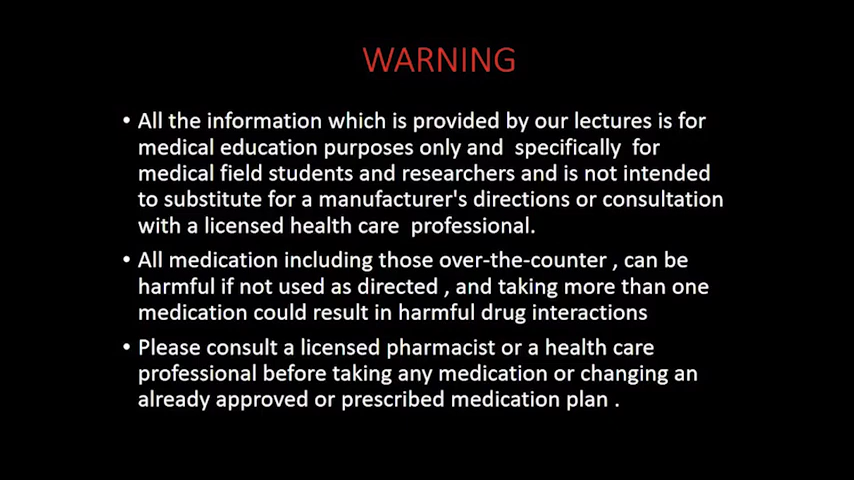 WARNING
• All the information which is provided by our lectures is for
medical education purposes only and  specifically  for
medical field students and researchers and is not intended
to substitute for a manufacturer's directions or consultation
with a licensed health care  professional.
• All medication including those over-the-counter , can be
harmful if not used as directed , and taking more than one
medication could result in harmful drug interactions
• Please consult a licensed pharmacist or a health care
professional before taking any medication or changing an
already approved or prescribed medication plan .